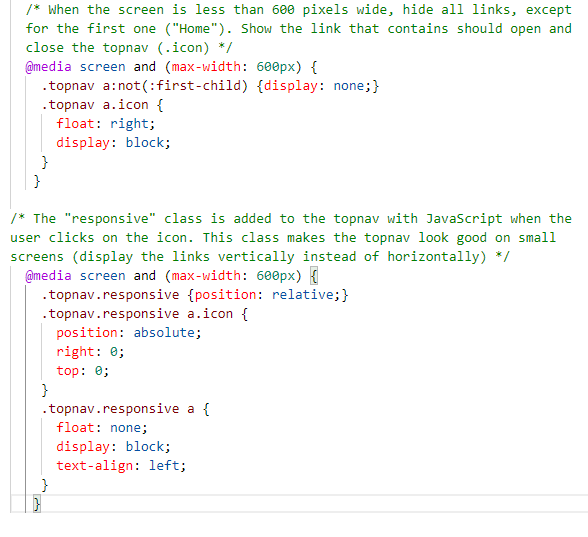 /* When the screen is less than 600 pixels wide, hide all links, except
for the first one ("Home"). Show the link that contains should open and
close the topnav (.icon) */
@media screen and (max-width: 600px) {
.topnav a:not(:first-child) {display: none;}
.topnav a.icon {
float: right;
display: block;
}
}
/* The "responsive" class is added to the topnav with JavaScript when the
user clicks on the icon. This class makes the topnav look good on small
screens (display the links vertically instead of horizontally) */
@media screen and (max-width: 600px) {
.topnav.responsive {position: relative;}
.topnav.responsive a.icon {
position: absolute;
right: 0;
top: 0;
}
.topnav.responsive a {
float: none;
display: block;
text-align: left;
}
}